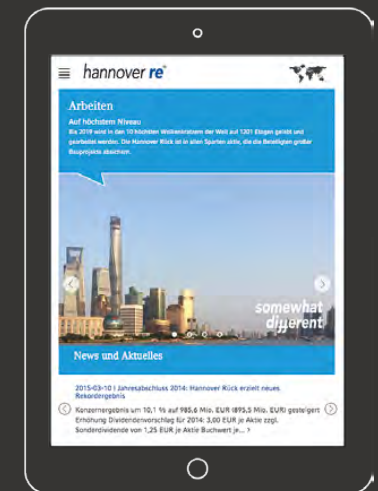 hannover re
Arbeiten
Auf höchstem Niveau
Bis 2019 wird in den 10 höchsten Wolkenkratzern der Welt auf 1201 Etagen gelebt und
gearbeitet werden. Die Hannover Rück ist in allen Sparten aktiv, die die Beteiligten großer
Bauprojekte absichern.
somewhat
different
News und Aktuelles
2015-03-10 | Jahresabschluss 2014: Hannover Rück erzielt neues
Rekordergebnis
Konzernergebnis um 10,1 % auf 985,6 Mio. EUR (895,5 Mio. EUR) gesteigert
Erhöhung Dividendenvorschlag für 2014: 3,00 EUR je Aktie zzgl.
Sonderdividende von 1,25 EUR je Aktie Buchwert je... >